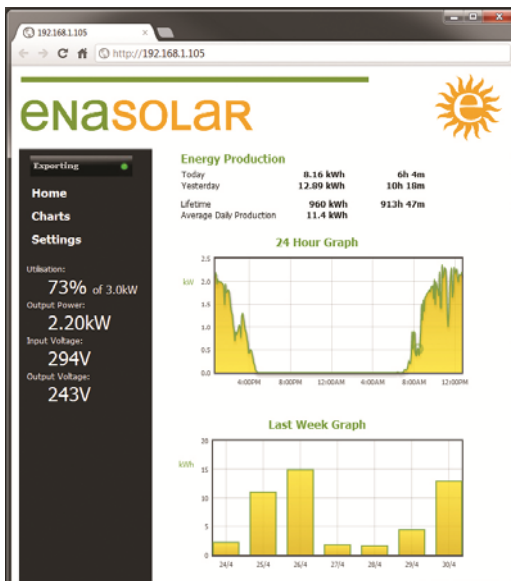 192.168.1.105
http://192.168.1.105
enasolar
e
Exporting
Home
Charts
Settings
Utilisation:
73% of 3.0kW
Output Power:
2.20kW
Input Voltage:
294V
Output Voltage:
243V
Energy Production
Today 8.16 kWh 6h 4m
Yesterday 12.89 kWh 10h 18m
Lifetime 960 kWh 913h 47m
Average Daily Production 11.4 kWh
24 Hour Graph
kW
2.5
2.0
1.5
1.0
0.5
0.0
4:00PM 8:00PM 12:00AM 4:00AM 8:00AM 12:00PM
Last Week Graph
kWh
20
15
10
5
0
24/4 25/4 26/4 27/4 28/4 29/4 30/4